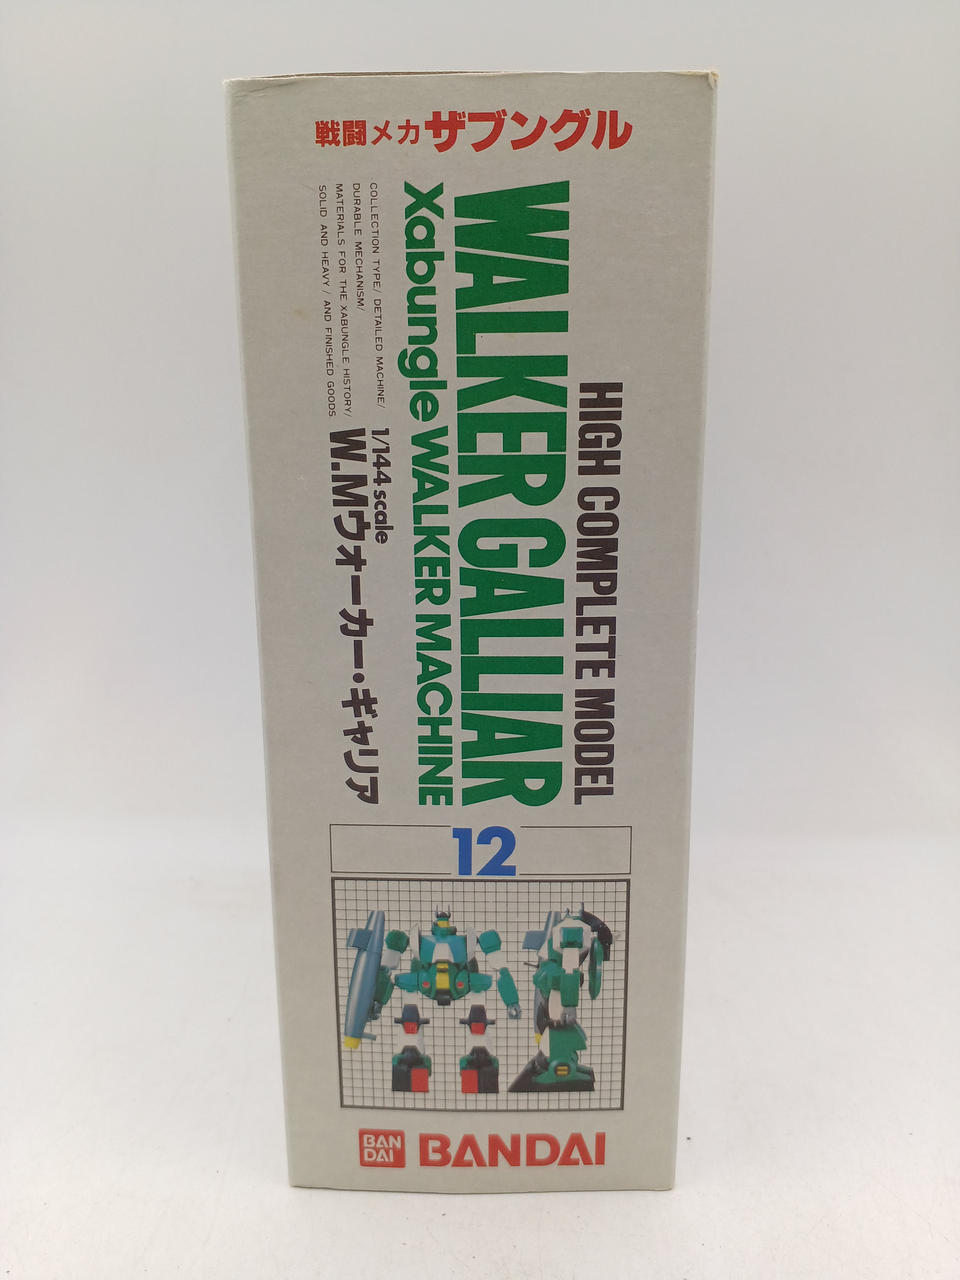 戦闘メカ ザブングル
HIGH COMPLETE MODEL
WALKER GALLIAR
Xabungle WALKER MACHINE
COLLECTION TYPE/ DETAILED MACHINE/
DURABLE MECHANISM/
MATERIALS FOR THE XABUNGLE HISTORY/
SOLID AND HEAVY/ AND FINISHED GOODS
1/144 scale
W.Mウォーカー・ギャリア
12
BAN
DAI
BANDAI